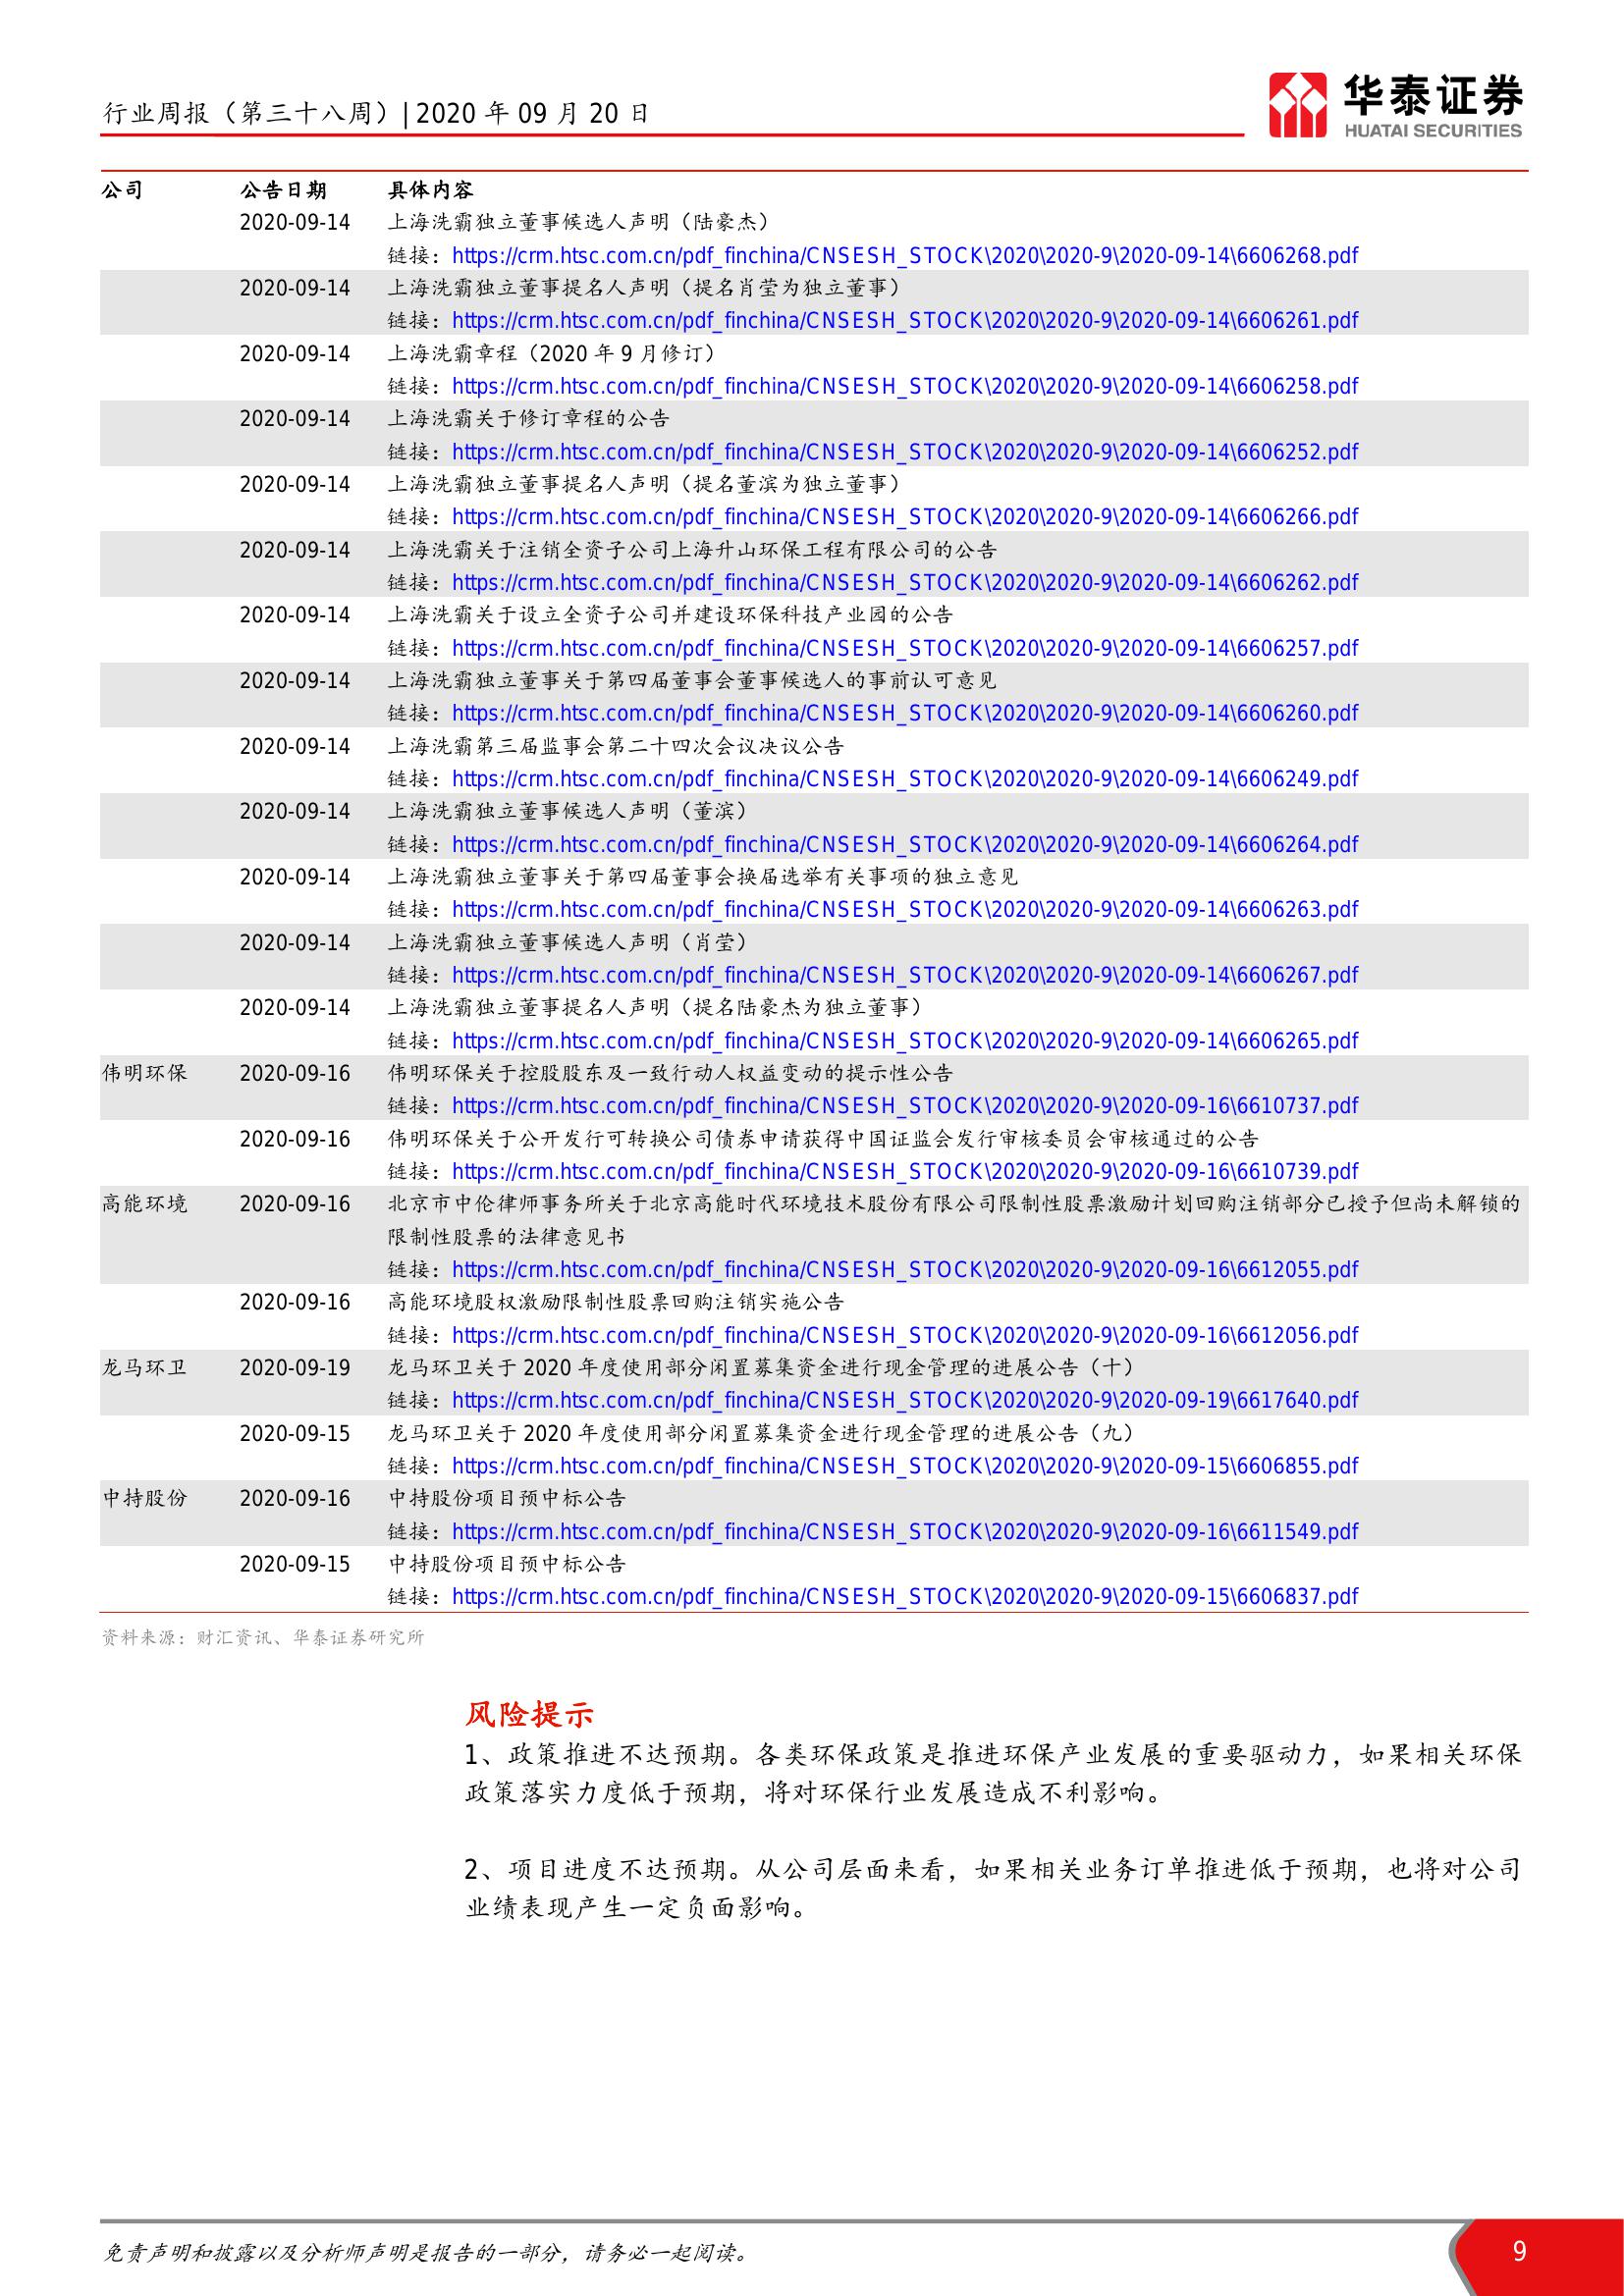 行业周报（第三十八周）| 2020 年 09 月 20 日
华泰证券
HUATAI SECURITIES
公司 公告日期 具体内容
2020-09-14 上海洗霸独立董事候选人声明（陆豪杰）
链接：https://crm.htsc.com.cn/pdf_finchina/CNSESH_STOCK\2020\2020-9\2020-09-14\6606268.pdf
2020-09-14 上海洗霸独立董事提名人声明（提名肖莹为独立董事）
链接：https://crm.htsc.com.cn/pdf_finchina/CNSESH_STOCK\2020\2020-9\2020-09-14\6606261.pdf
2020-09-14 上海洗霸章程（2020 年 9 月修订）
链接：https://crm.htsc.com.cn/pdf_finchina/CNSESH_STOCK\2020\2020-9\2020-09-14\6606258.pdf
2020-09-14 上海洗霸关于修订章程的公告
链接：https://crm.htsc.com.cn/pdf_finchina/CNSESH_STOCK\2020\2020-9\2020-09-14\6606252.pdf
2020-09-14 上海洗霸独立董事提名人声明（提名董滨为独立董事）
链接：https://crm.htsc.com.cn/pdf_finchina/CNSESH_STOCK\2020\2020-9\2020-09-14\6606266.pdf
2020-09-14 上海洗霸关于注销全资子公司上海升山环保工程有限公司的公告
链接：https://crm.htsc.com.cn/pdf_finchina/CNSESH_STOCK\2020\2020-9\2020-09-14\6606262.pdf
2020-09-14 上海洗霸关于设立全资子公司并建设环保科技产业园的公告
链接：https://crm.htsc.com.cn/pdf_finchina/CNSESH_STOCK\2020\2020-9\2020-09-14\6606257.pdf
2020-09-14 上海洗霸独立董事关于第四届董事会董事候选人的事前认可意见
链接：https://crm.htsc.com.cn/pdf_finchina/CNSESH_STOCK\2020\2020-9\2020-09-14\6606260.pdf
2020-09-14 上海洗霸第三届监事会第二十四次会议决议公告
链接：https://crm.htsc.com.cn/pdf_finchina/CNSESH_STOCK\2020\2020-9\2020-09-14\6606249.pdf
2020-09-14 上海洗霸独立董事候选人声明（董滨）
链接：https://crm.htsc.com.cn/pdf_finchina/CNSESH_STOCK\2020\2020-9\2020-09-14\6606264.pdf
2020-09-14 上海洗霸独立董事关于第四届董事会换届选举有关事项的独立意见
链接：https://crm.htsc.com.cn/pdf_finchina/CNSESH_STOCK\2020\2020-9\2020-09-14\6606263.pdf
2020-09-14 上海洗霸独立董事候选人声明（肖莹）
链接：https://crm.htsc.com.cn/pdf_finchina/CNSESH_STOCK\2020\2020-9\2020-09-14\6606267.pdf
2020-09-14 上海洗霸独立董事提名人声明（提名陆豪杰为独立董事）
链接：https://crm.htsc.com.cn/pdf_finchina/CNSESH_STOCK\2020\2020-9\2020-09-14\6606265.pdf
伟明环保 2020-09-16 伟明环保关于控股股东及一致行动人权益变动的提示性公告
链接：https://crm.htsc.com.cn/pdf_finchina/CNSESH_STOCK\2020\2020-9\2020-09-16\6610737.pdf
2020-09-16 伟明环保关于公开发行可转换公司债券申请获得中国证监会发行审核委员会审核通过的公告
链接：https://crm.htsc.com.cn/pdf_finchina/CNSESH_STOCK\2020\2020-9\2020-09-16\6610739.pdf
高能环境 2020-09-16 北京市中伦律师事务所关于北京高能时代环境技术股份有限公司限制性股票激励计划回购注销部分已授予但尚未解锁的
限制性股票的法律意见书
链接：https://crm.htsc.com.cn/pdf_finchina/CNSESH_STOCK\2020\2020-9\2020-09-16\6612055.pdf
2020-09-16 高能环境股权激励限制性股票回购注销实施公告
链接：https://crm.htsc.com.cn/pdf_finchina/CNSESH_STOCK\2020\2020-9\2020-09-16\6612056.pdf
龙马环卫 2020-09-19 龙马环卫关于 2020 年度使用部分闲置募集资金进行现金管理的进展公告（十）
链接：https://crm.htsc.com.cn/pdf_finchina/CNSESH_STOCK\2020\2020-9\2020-09-19\6617640.pdf
2020-09-15 龙马环卫关于 2020 年度使用部分闲置募集资金进行现金管理的进展公告（九）
链接：https://crm.htsc.com.cn/pdf_finchina/CNSESH_STOCK\2020\2020-9\2020-09-15\6606855.pdf
中持股份 2020-09-16 中持股份项目预中标公告
链接：https://crm.htsc.com.cn/pdf_finchina/CNSESH_STOCK\2020\2020-9\2020-09-16\6611549.pdf
2020-09-15 中持股份项目预中标公告
链接：https://crm.htsc.com.cn/pdf_finchina/CNSESH_STOCK\2020\2020-9\2020-09-15\6606837.pdf
资料来源：财汇资讯、华泰证券研究所
风险提示
1、政策推进不达预期。各类环保政策是推进环保产业发展的重要驱动力，如果相关环保
政策落实力度低于预期，将对环保行业发展造成不利影响。
2、项目进度不达预期。从公司层面来看，如果相关业务订单推进低于预期，也将对公司
业绩表现产生一定负面影响。
免责声明和披露以及分析师声明是报告的一部分，请务必一起阅读。 9